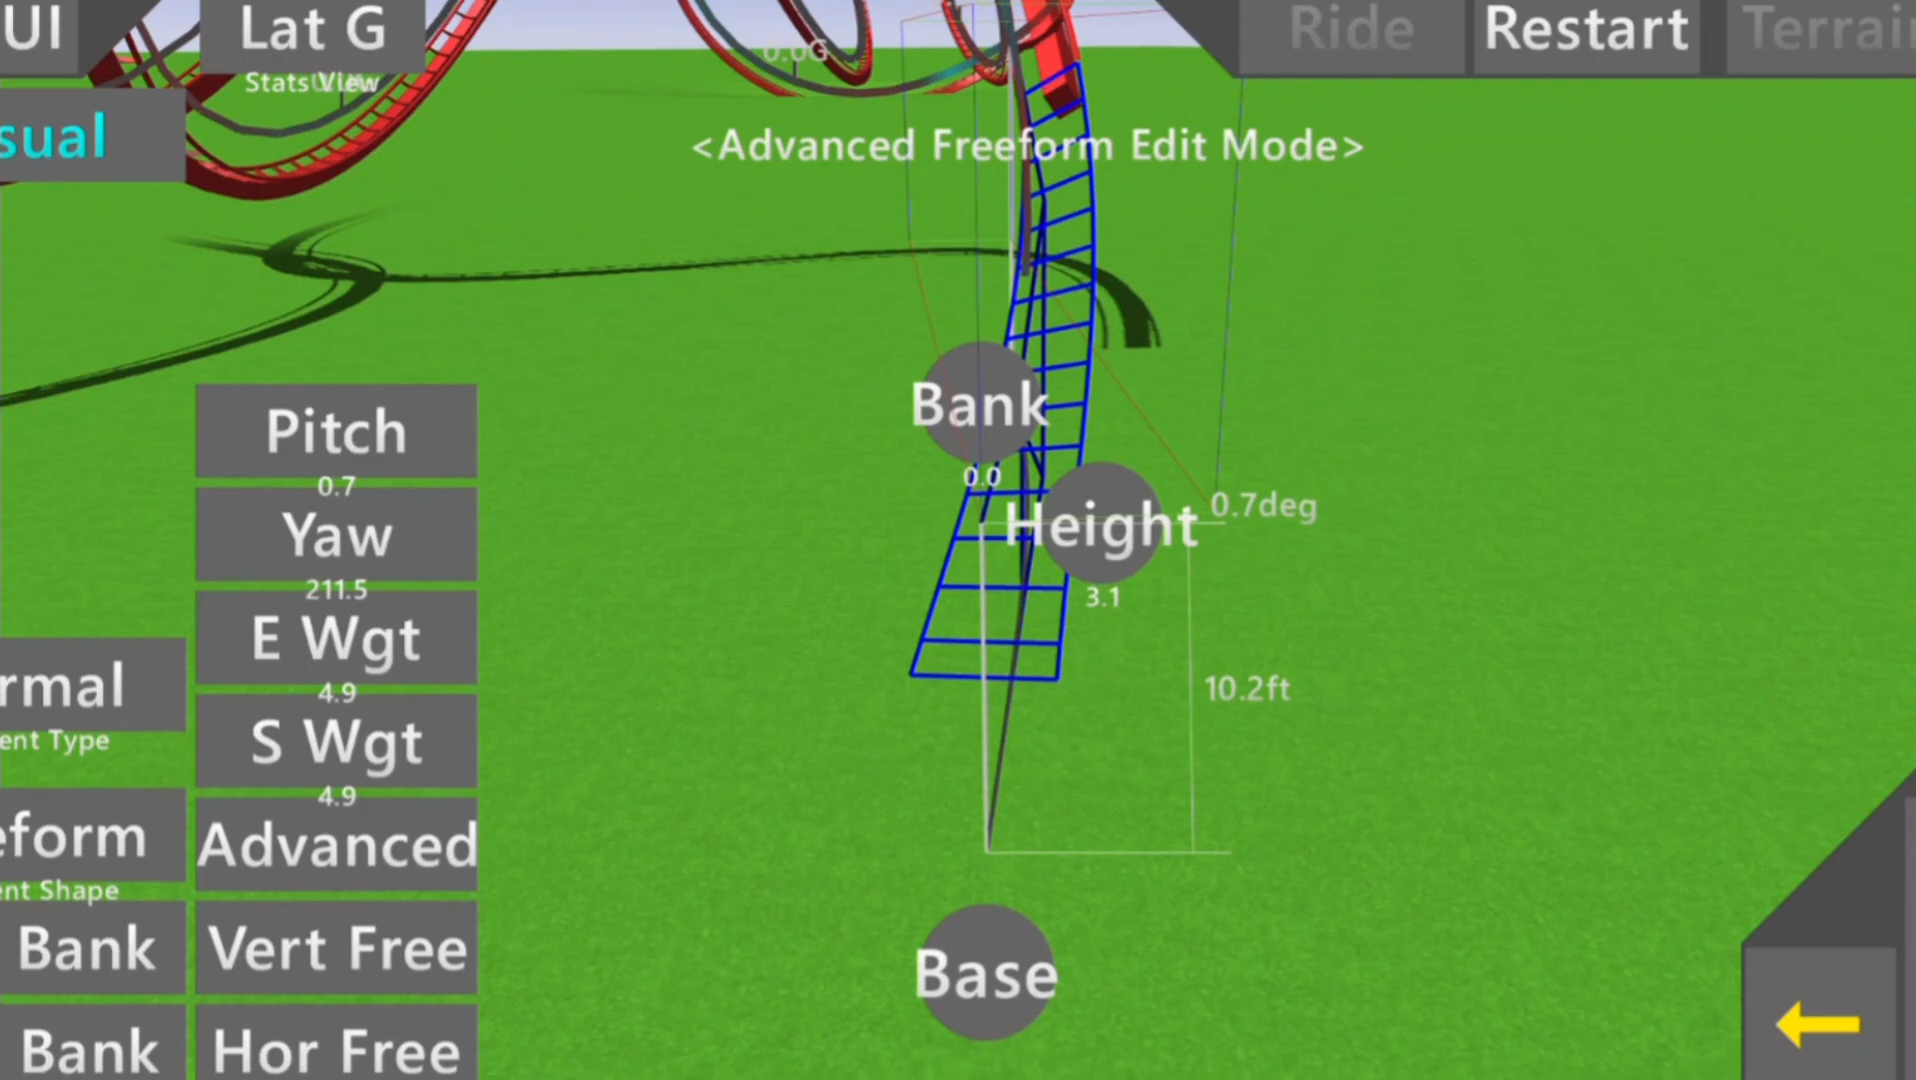 UI
Lat G
Stats View
0.0G
Ride
Restart
Terrai
sual
<Advanced Freeform Edit Mode>
Pitch
0.7
Yaw
211.5
E Wgt
4.9
S Wgt
4.9
Advanced
Vert Free
Hor Free
rmal
ent Type
eform
ent Shape
Bank
Bank
Bank
0.0
Height
3.1
0.7deg
10.2ft
Base